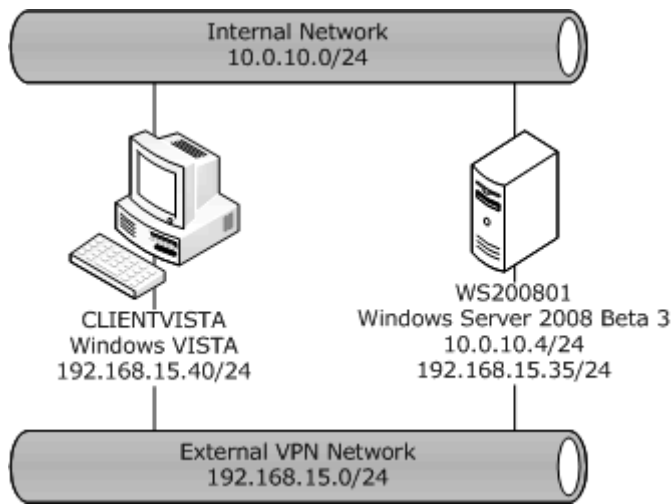 Internal Network
10.0.10.0/24
CLIENTVISTA
Windows VISTA
192.168.15.40/24
WS200801
Windows Server 2008 Beta 3
10.0.10.4/24
192.168.15.35/24
External VPN Network
192.168.15.0/24